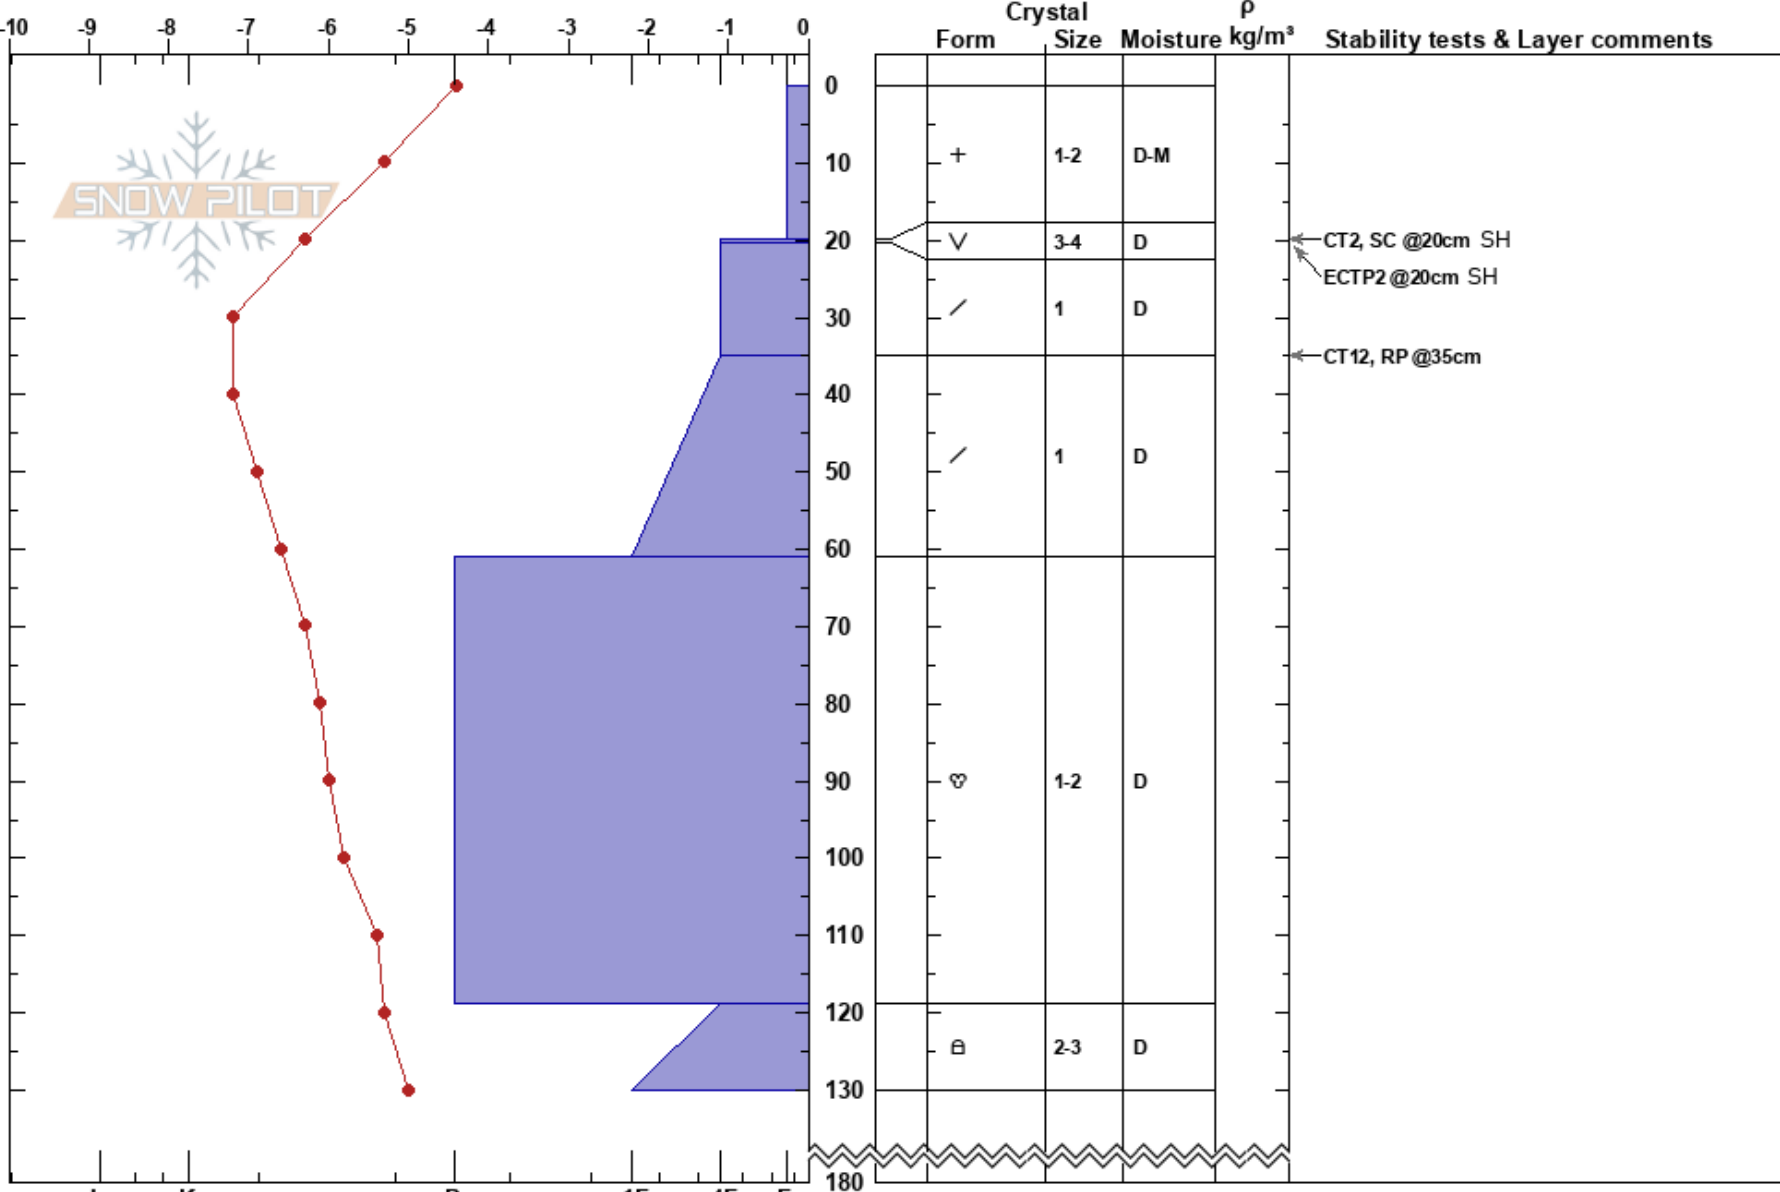 Crystal ρ
-10 -9 -8 -7 -6 -5 -4 -3 -2 -1 0 Form Size Moisture kg/m³ Stability tests & Layer comments
0
SNOW PILOT
+ 1-2 D-M
10
20 V 3-4 D CT2, SC @20cm SH
ECTP2 @20cm SH
30 1 D
CT12, RP @35cm
40
50 1 D
60
70
80
90 1-2 D
100
110
120
2-3 D
130
180